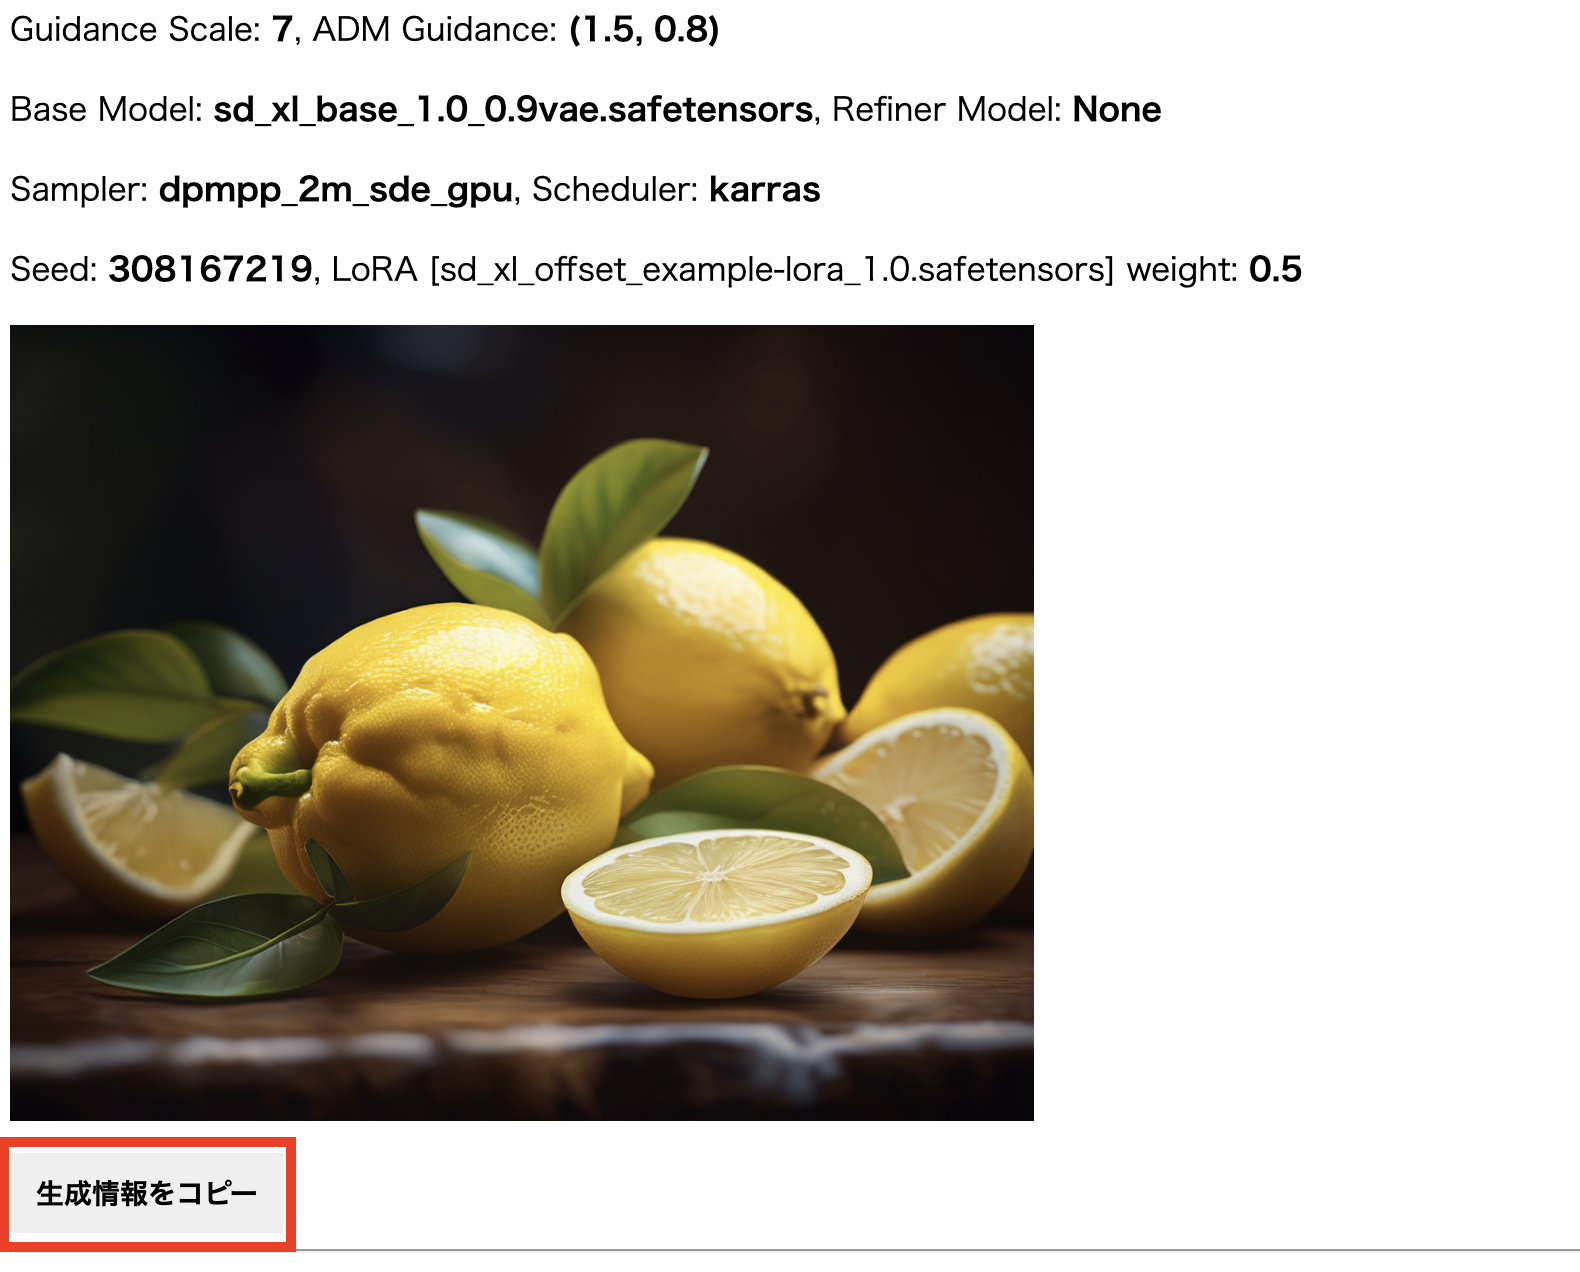 Guidance Scale: 7, ADM Guidance: (1.5, 0.8)
Base Model: sd_xl_base_1.0_0.9vae.safetensors, Refiner Model: None
Sampler: dpmpp_2m_sde_gpu, Scheduler: karras
Seed: 308167219, LoRA [sd_xl_offset_example-lora_1.0.safetensors] weight: 0.5
生成情報をコピー